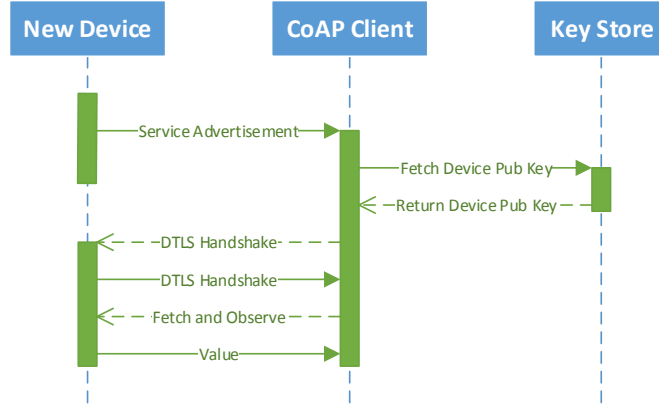 New Device
CoAP Client
Key Store
Service Advertisement
Fetch Device Pub Key
Return Device Pub Key
DTLS Handshake
DTLS Handshake
Fetch and Observe
Value